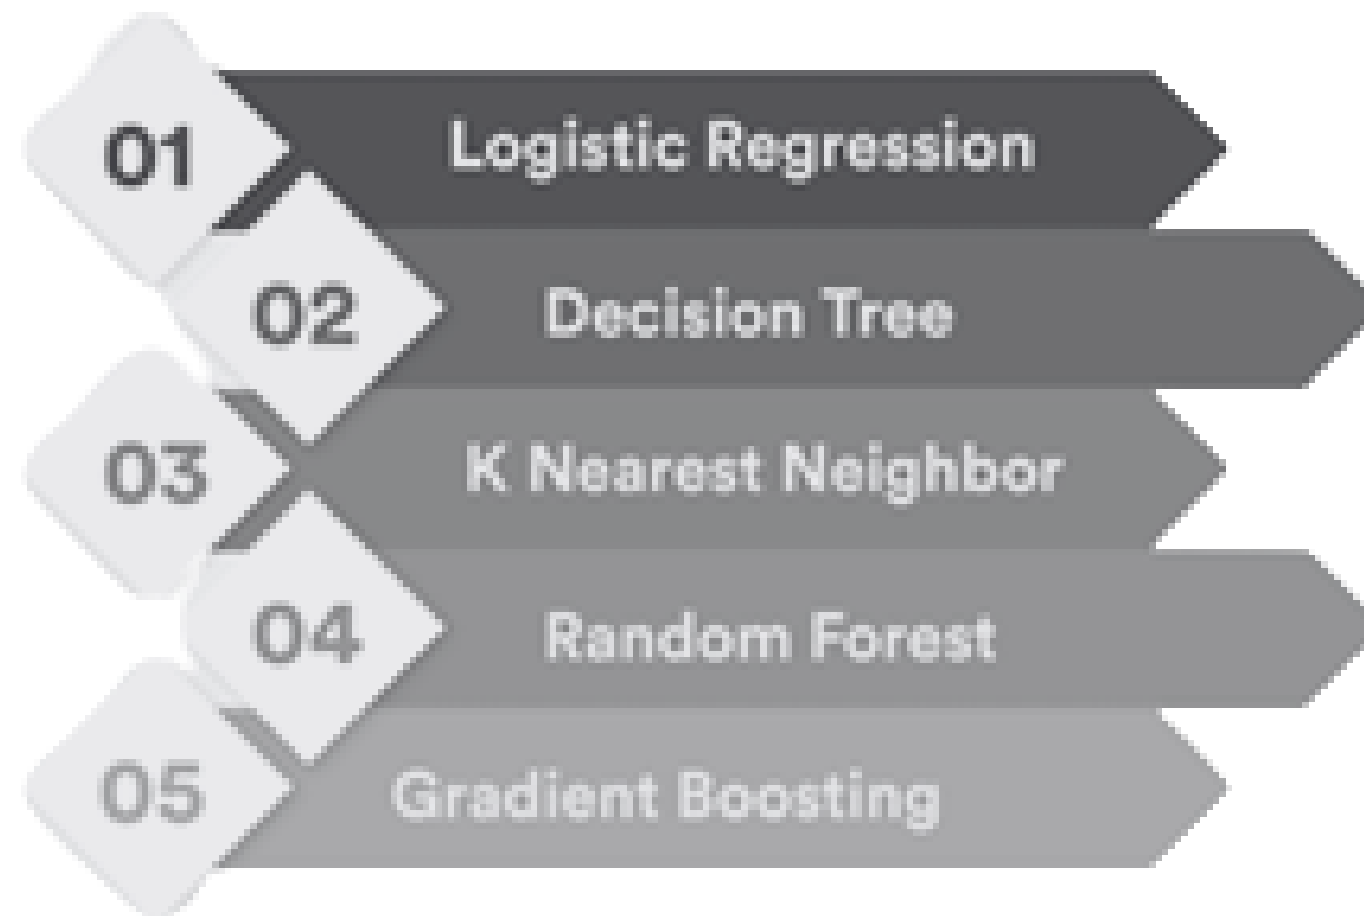 01 Logistic Regression
02 Decision Tree
03 K Nearest Neighbor
04 Random Forest
05 Gradient Boosting